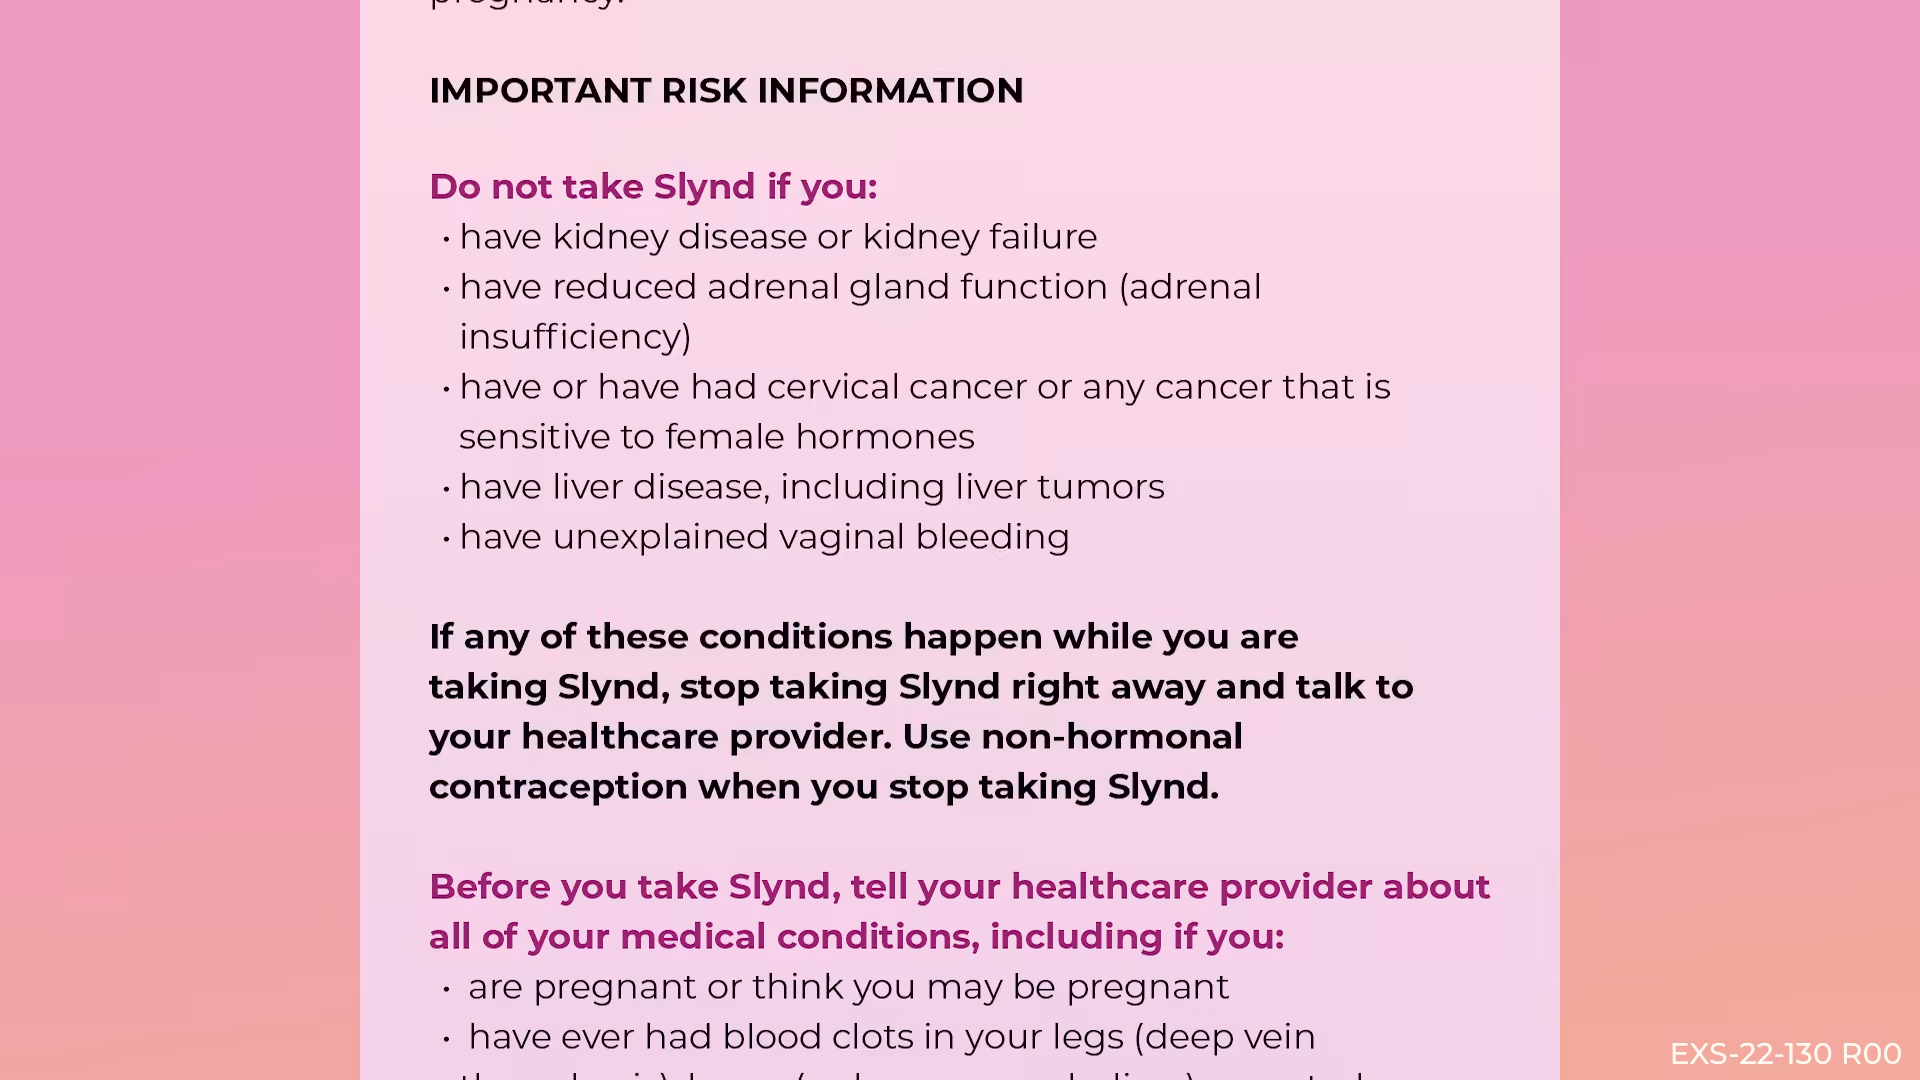 pregnancy.
IMPORTANT RISK INFORMATION
Do not take Slynd if you:
• have kidney disease or kidney failure
• have reduced adrenal gland function (adrenal
insufficiency)
• have or have had cervical cancer or any cancer that is
sensitive to female hormones
• have liver disease, including liver tumors
• have unexplained vaginal bleeding
If any of these conditions happen while you are
taking Slynd, stop taking Slynd right away and talk to
your healthcare provider. Use non-hormonal
contraception when you stop taking Slynd.
Before you take Slynd, tell your healthcare provider about
all of your medical conditions, including if you:
• are pregnant or think you may be pregnant
• have ever had blood clots in your legs (deep vein
EXS-22-130 R00